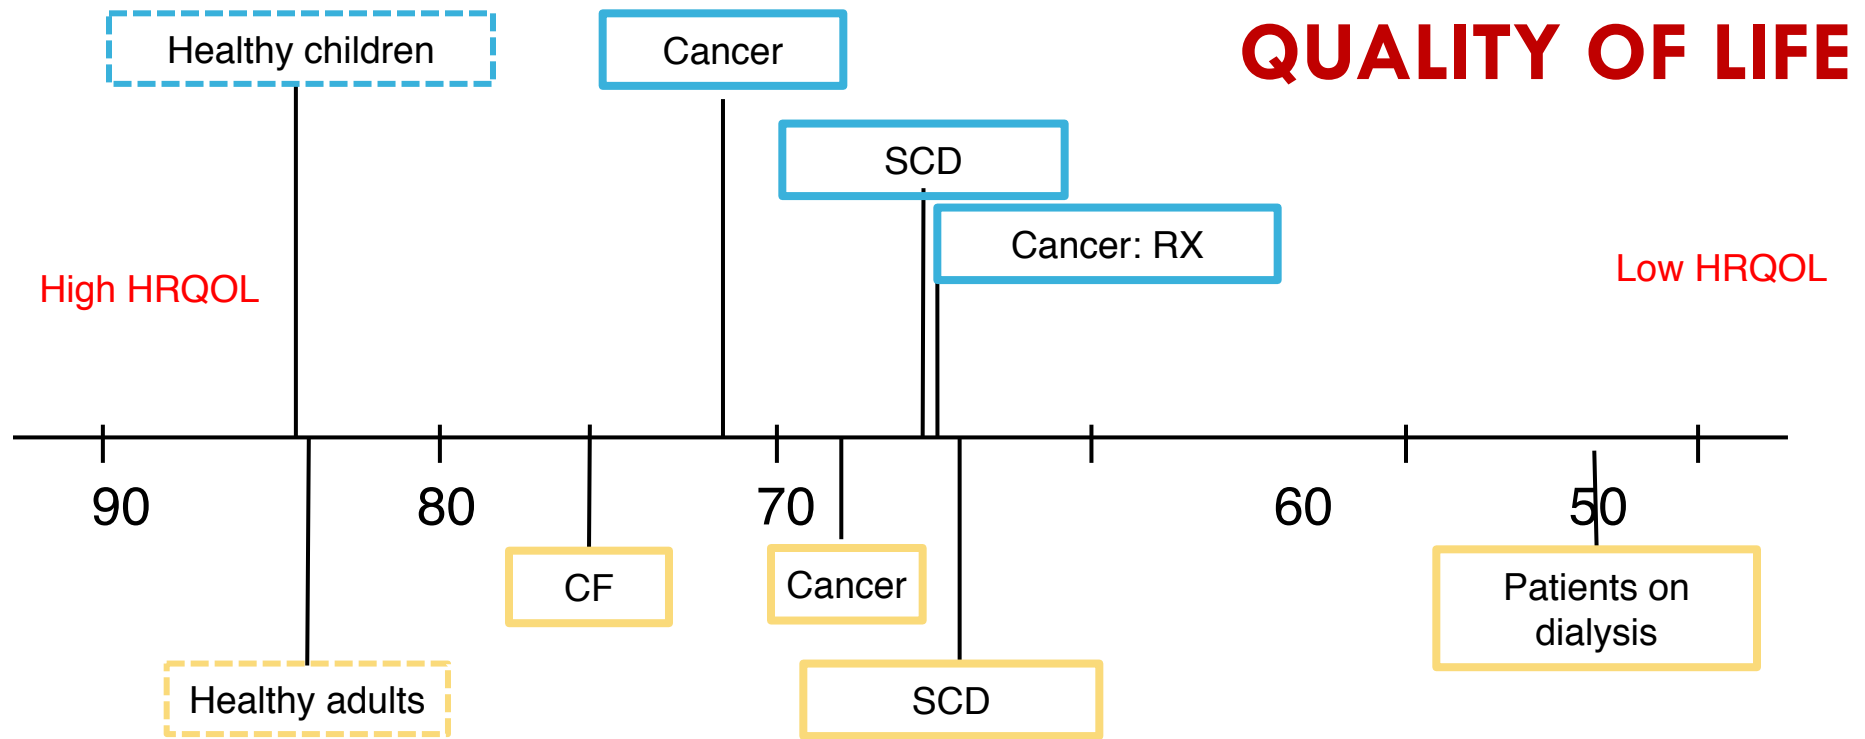 QUALITY OF LIFE
Healthy children
Cancer
SCD
Cancer: RX
High HRQOL
Low HRQOL
90
80
70
60
50
CF
Cancer
Patients on
dialysis
Healthy adults
SCD